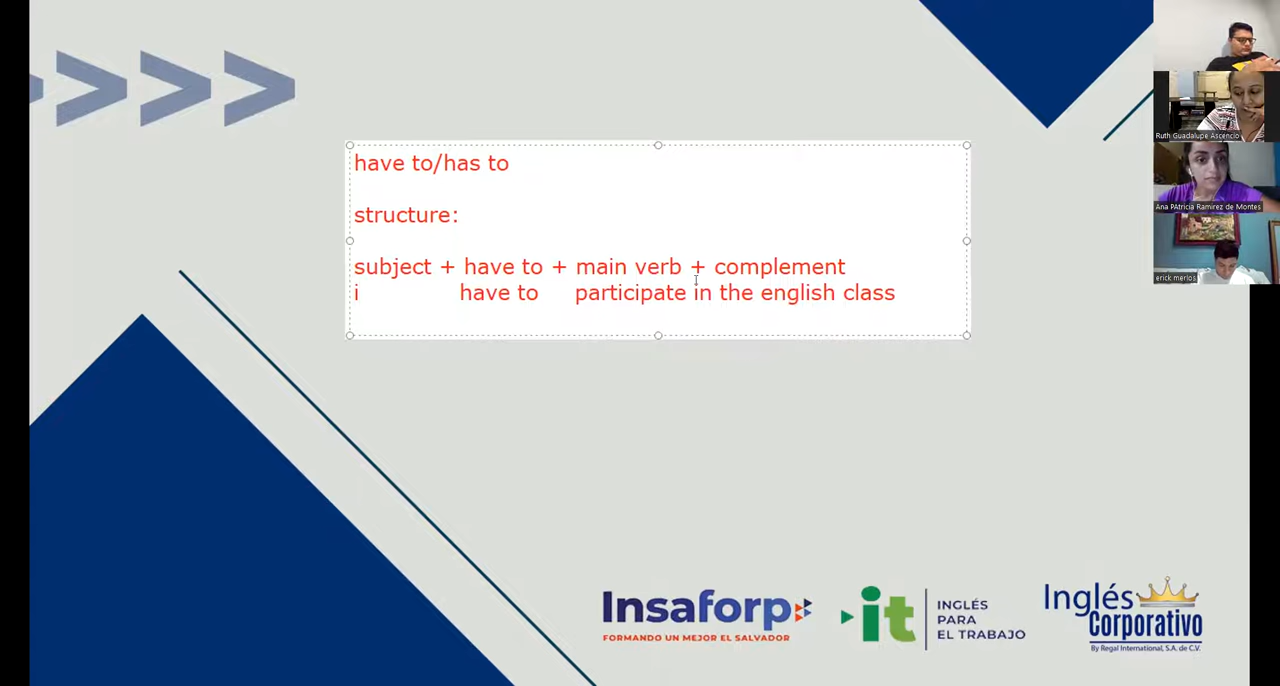 have to/has to
structure:
subject + have to + main verb + complement
i have to participate in the english class
Ruth Guadalupe Ascencio
Ana PAtricia Ramirez de Montes
erick merlos
Insaforp
FORMANDO UN MEJOR EL SALVADOR
it
INGLÉS
PARA
EL TRABAJO
Inglés
Corporativo
By Regal International, S.A. de C.V.